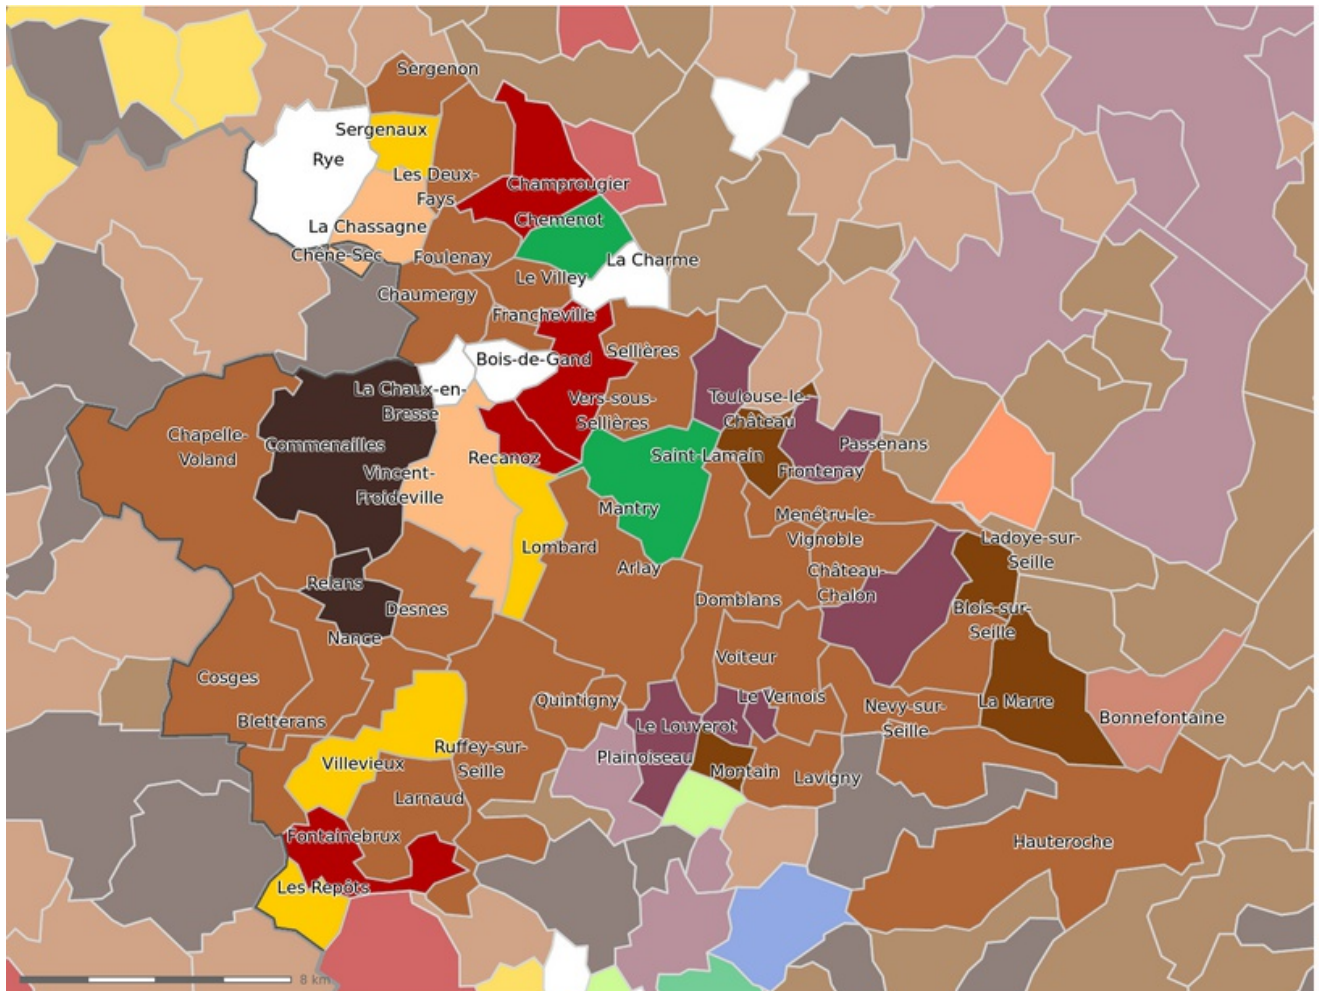 Sergenon
Sergenaux
Rye
Les Deux-
Fays
Champrougier
Chemenot
La Chassagne
Chêne-Sec
Foulenay
La Charme
Le Villey
Chaumergy
Francheville
Bois-de-Gand
Sellières
La Chaux-en-
Bresse
Vers-sous-
Sellières
Toulouse-le-
Château
Chapelle-
Voland
Commenailles
Passenans
Recanoz
Saint-Lamain
Frontenay
Vincent-
Froideville
Mantry
Menétru-le-
Vignoble
Lombard
Ladoye-sur-
Seille
Arlay
Château-
Chalon
Relans
Desnes
Domblans
Blois-sur-
Seille
Nance
Voiteur
Cosges
Quintigny
Le Vernois
Nevy-sur-
Seille
La Marre
Bonnefontaine
Bletterans
Le Louverot
Ruffey-sur-
Seille
Villevieux
Plainoiseau
Montain
Lavigny
Larnaud
Fontainebrux
Hauteroche
Les Repôts
8 km